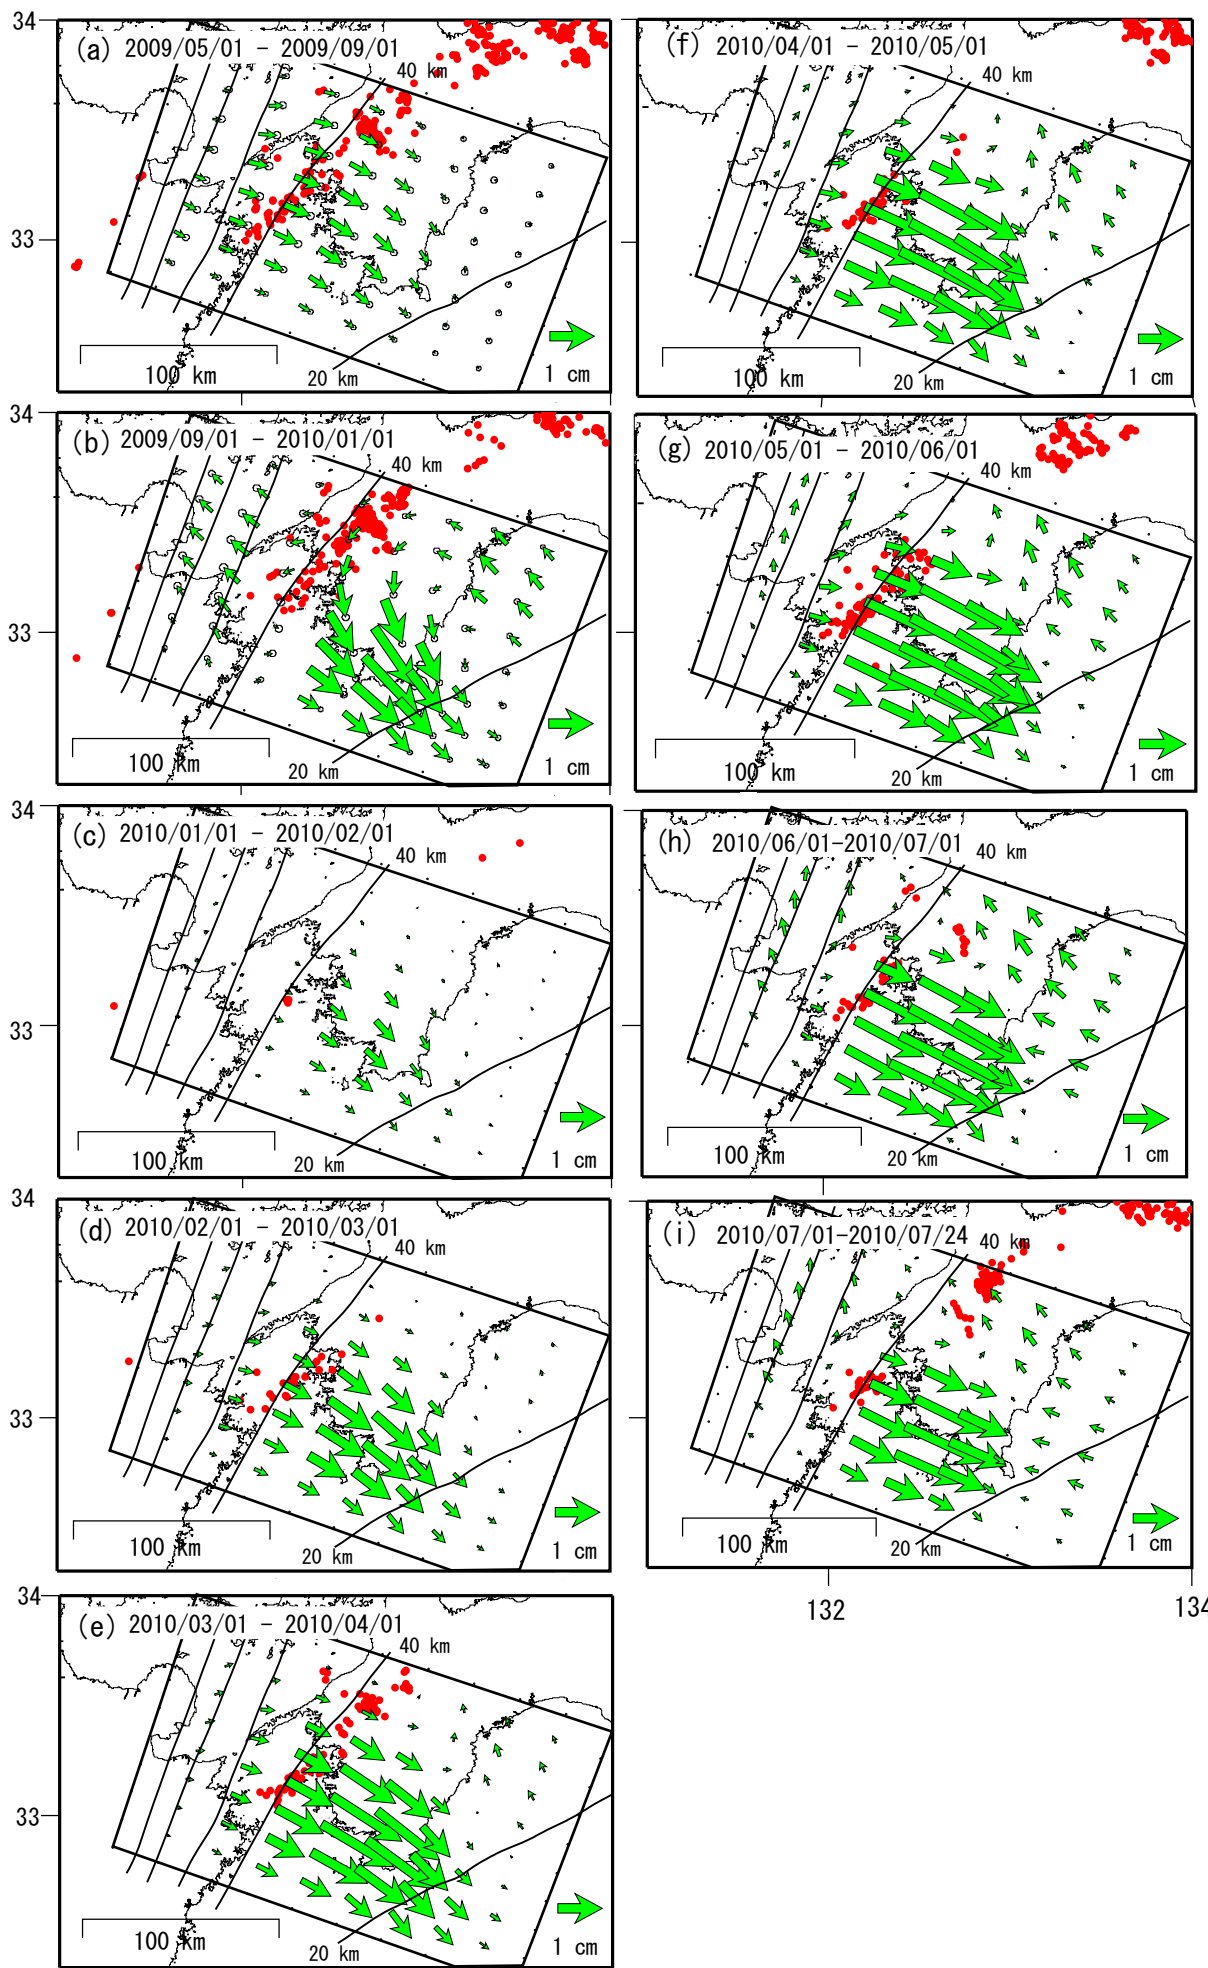 34
(a) 2009/05/01 - 2009/09/01
40 km
33
100 km
20 km
1 cm
34
(b) 2009/09/01 - 2010/01/01
40 km
33
100 km
20 km
1 cm
34
(c) 2010/01/01 - 2010/02/01
40 km
33
100 km
20 km
1 cm
34
(d) 2010/02/01 - 2010/03/01
40 km
33
100 km
20 km
1 cm
34
(e) 2010/03/01 - 2010/04/01
40 km
33
100 km
20 km
1 cm
(f) 2010/04/01 - 2010/05/01
40 km
100 km
20 km
1 cm
(g) 2010/05/01 - 2010/06/01
40 km
100 km
20 km
1 cm
(h) 2010/06/01-2010/07/01
40 km
100 km
20 km
1 cm
(i) 2010/07/01-2010/07/24
40 km
100 km
20 km
1 cm
132
134